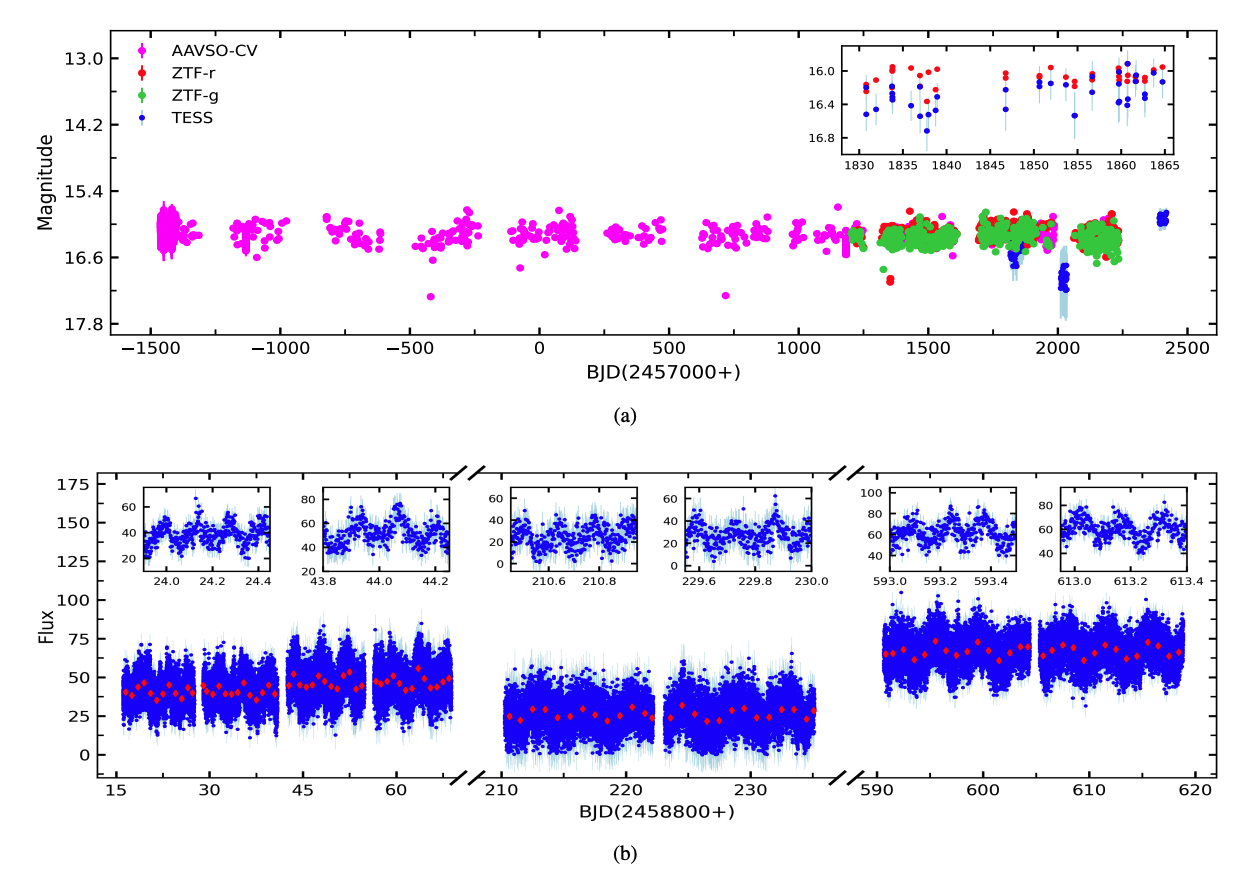 13.0
14.2
15.4
16.6
17.8
Magnitude
AAVSO-CV
ZTF-r
ZTF-g
TESS
16.0
16.4
16.8
1830 1835 1840 1845 1850 1855 1860 1865
−1500 −1000 −500 0 500 1000 1500 2000 2500
BJD(2457000+)
(a)
175
150
125
100
75
50
25
0
Flux
60
40
20
24.0 24.2 24.4
80
60
40
20
43.8 44.0 44.2
60
40
20
0
210.6 210.8
60
40
20
0
229.6 229.8 230.0
100
80
60
40
593.0 593.2 593.4
80
60
40
613.0 613.2 613.4
15 30 45 60 210 220 230 590 600 610 620
BJD(2458800+)
(b)